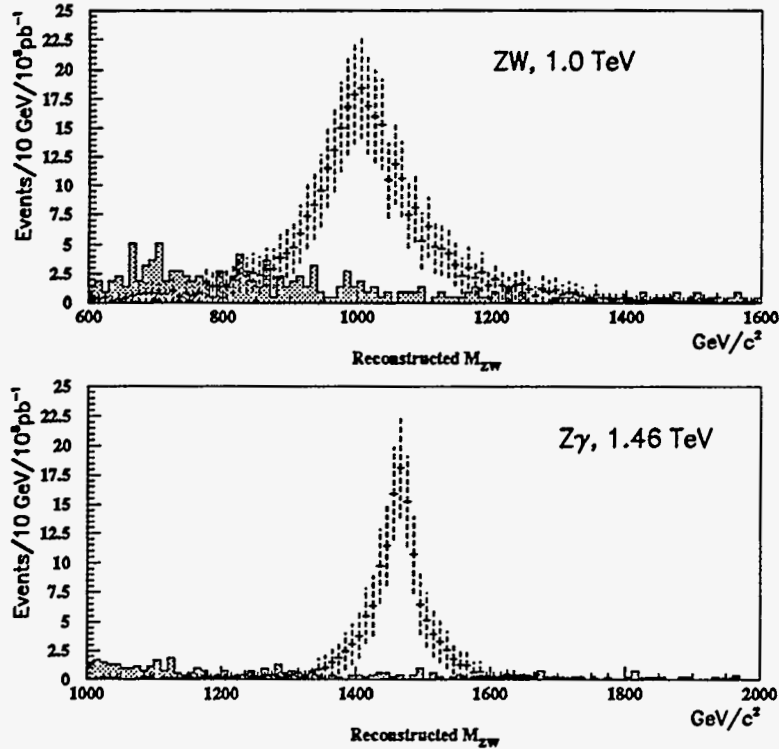 Events/10 GeV/10⁵pb⁻¹
25
22.5
20
17.5
15
12.5
10
7.5
5
2.5
0
ZW, 1.0 TeV
600 800 1000 1200 1400 1600
GeV/c²
Reconstructed M_ZW
Events/10 GeV/10⁵pb⁻¹
25
22.5
20
17.5
15
12.5
10
7.5
5
2.5
0
Zγ, 1.46 TeV
1000 1200 1400 1600 1800 2000
GeV/c²
Reconstructed M_ZW